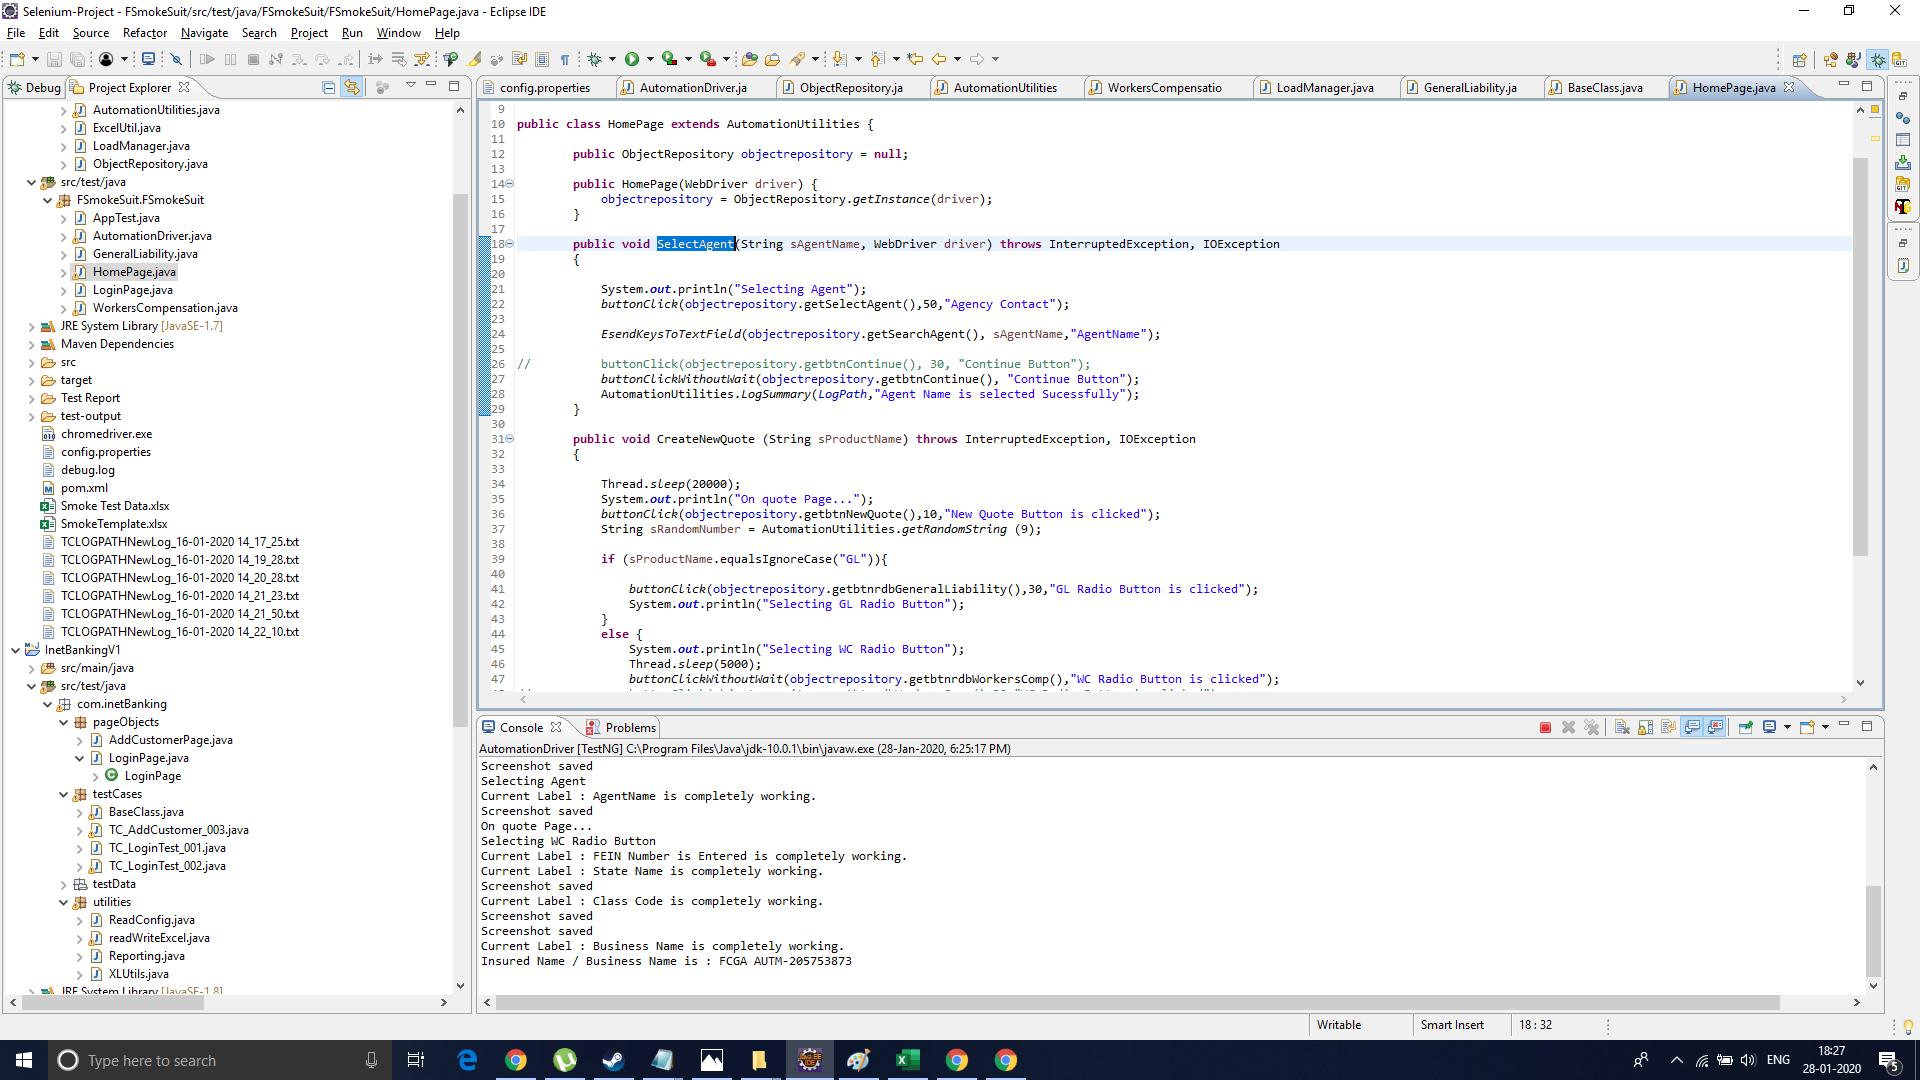 Selenium-Project - FSmokeSuit/src/test/java/FSmokeSuit/FSmokeSuit/HomePage.java - Eclipse IDE
File Edit Source Refactor Navigate Search Project Run Window Help
Debug Project Explorer
AutomationUtilities.java
ExcelUtil.java
LoadManager.java
ObjectRepository.java
src/test/java
FSmokeSuit.FSmokeSuit
AppTest.java
AutomationDriver.java
GeneralLiability.java
HomePage.java
LoginPage.java
WorkersCompensation.java
JRE System Library [JavaSE-1.7]
Maven Dependencies
src
target
Test Report
test-output
chromedriver.exe
config.properties
debug.log
pom.xml
Smoke Test Data.xlsx
SmokeTemplate.xlsx
TCLOGPATHNewLog_16-01-2020 14_17_25.txt
TCLOGPATHNewLog_16-01-2020 14_19_28.txt
TCLOGPATHNewLog_16-01-2020 14_20_28.txt
TCLOGPATHNewLog_16-01-2020 14_21_23.txt
TCLOGPATHNewLog_16-01-2020 14_21_50.txt
TCLOGPATHNewLog_16-01-2020 14_22_10.txt
InetBankingV1
src/main/java
src/test/java
com.inetBanking
pageObjects
AddCustomerPage.java
LoginPage.java
LoginPage
testCases
BaseClass.java
TC_AddCustomer_003.java
TC_LoginTest_001.java
TC_LoginTest_002.java
testData
utilities
ReadConfig.java
readWriteExcel.java
Reporting.java
XLUtils.java
JRE System Library [JavaSE-1.8]
config.properties AutomationDriver.ja ObjectRepository.ja AutomationUtilities WorkersCompensatio LoadManager.java GeneralLiability.ja BaseClass.java HomePage.java
9
10 public class HomePage extends AutomationUtilities {
11
12 public ObjectRepository objectrepository = null;
13
14 public HomePage(WebDriver driver) {
15 objectrepository = ObjectRepository.getInstance(driver);
16 }
17
18 public void SelectAgent(String sAgentName, WebDriver driver) throws InterruptedException, IOException
19 {
20
21 System.out.println("Selecting Agent");
22 buttonClick(objectrepository.getSelectAgent(),50,"Agency Contact");
23
24 EsendKeysToTextField(objectrepository.getSearchAgent(), sAgentName,"AgentName");
25
26 // buttonClick(objectrepository.getbtnContinue(), 30, "Continue Button");
27 buttonClickWithoutWait(objectrepository.getbtnContinue(), "Continue Button");
28 AutomationUtilities.LogSummary(LogPath,"Agent Name is selected Sucessfully");
29 }
30
31 public void CreateNewQuote (String sProductName) throws InterruptedException, IOException
32 {
33
34 Thread.sleep(20000);
35 System.out.println("On quote Page...");
36 buttonClick(objectrepository.getbtnNewQuote(),10,"New Quote Button is clicked");
37 String sRandomNumber = AutomationUtilities.getRandomString (9);
38
39 if (sProductName.equalsIgnoreCase("GL")){
40
41 buttonClick(objectrepository.getbtnrdbGeneralLiability(),30,"GL Radio Button is clicked");
42 System.out.println("Selecting GL Radio Button");
43 }
44 else {
45 System.out.println("Selecting WC Radio Button");
46 Thread.sleep(5000);
47 buttonClickWithoutWait(objectrepository.getbtnrdbWorkersComp(),"WC Radio Button is clicked");
Console Problems
AutomationDriver [TestNG] C:\Program Files\Java\jdk-10.0.1\bin\javaw.exe (28-Jan-2020, 6:25:17 PM)
Screenshot saved
Selecting Agent
Current Label : AgentName is completely working.
Screenshot saved
On quote Page...
Selecting WC Radio Button
Current Label : FEIN Number is Entered is completely working.
Current Label : State Name is completely working.
Screenshot saved
Current Label : Class Code is completely working.
Screenshot saved
Screenshot saved
Current Label : Business Name is completely working.
Insured Name / Business Name is : FCGA AUTM-205753873
Writable Smart Insert 18 : 32
Type here to search
ENG
18:27
28-01-2020
5